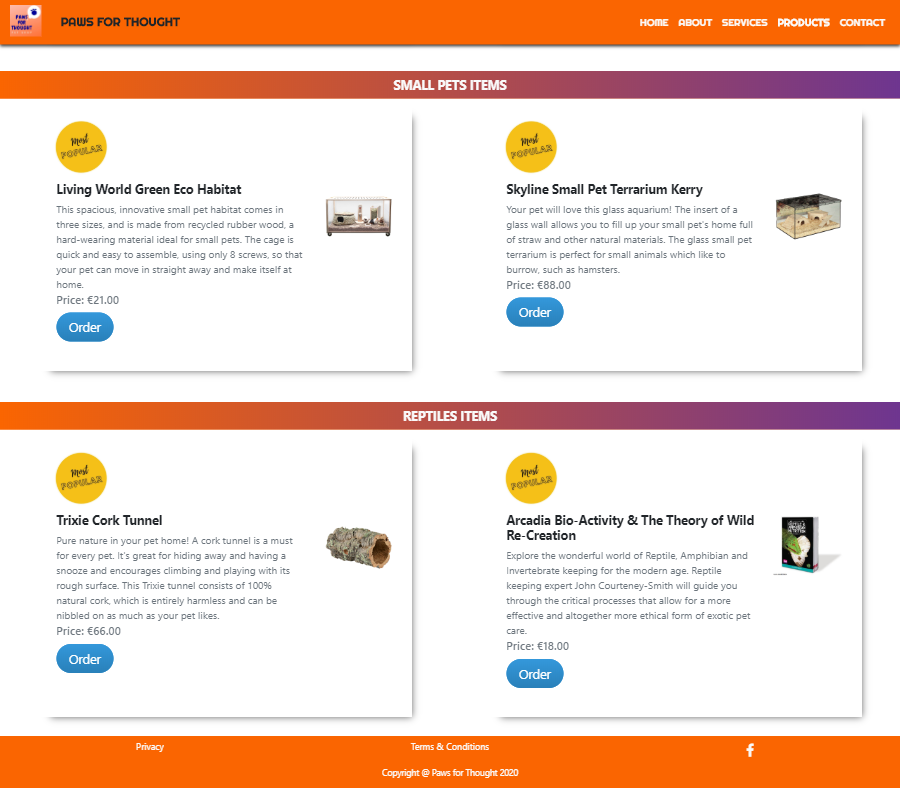 PAWS
FOR
THOUGHT
PAWS FOR THOUGHT
HOME ABOUT SERVICES PRODUCTS CONTACT
SMALL PETS ITEMS
Most
POPULAR
Living World Green Eco Habitat
This spacious, innovative small pet habitat comes in
three sizes, and is made from recycled rubber wood, a
hard-wearing material ideal for small pets. The cage is
quick and easy to assemble, using only 8 screws, so that
your pet can move in straight away and make itself at
home.
Price: €21.00
Order
Most
POPULAR
Skyline Small Pet Terrarium Kerry
Your pet will love this glass aquarium! The insert of a
glass wall allows you to fill up your small pet's home full
of straw and other natural materials. The glass small pet
terrarium is perfect for small animals which like to
burrow, such as hamsters.
Price: €88.00
Order
REPTILES ITEMS
Most
POPULAR
Trixie Cork Tunnel
Pure nature in your pet home! A cork tunnel is a must
for every pet. It's great for hiding away and having a
snooze and encourages climbing and playing with its
rough surface. This Trixie tunnel consists of 100%
natural cork, which is entirely harmless and can be
nibbled on as much as your pet likes.
Price: €66.00
Order
Most
POPULAR
Arcadia Bio-Activity & The Theory of Wild
Re-Creation
Explore the wonderful world of Reptile, Amphibian and
Invertebrate keeping for the modern age. Reptile
keeping expert John Courteney-Smith will guide you
through the critical processes that allow for a more
effective and altogether more ethical form of exotic pet
care.
Price: €18.00
Order
Privacy
Terms & Conditions
Copyright @ Paws for Thought 2020